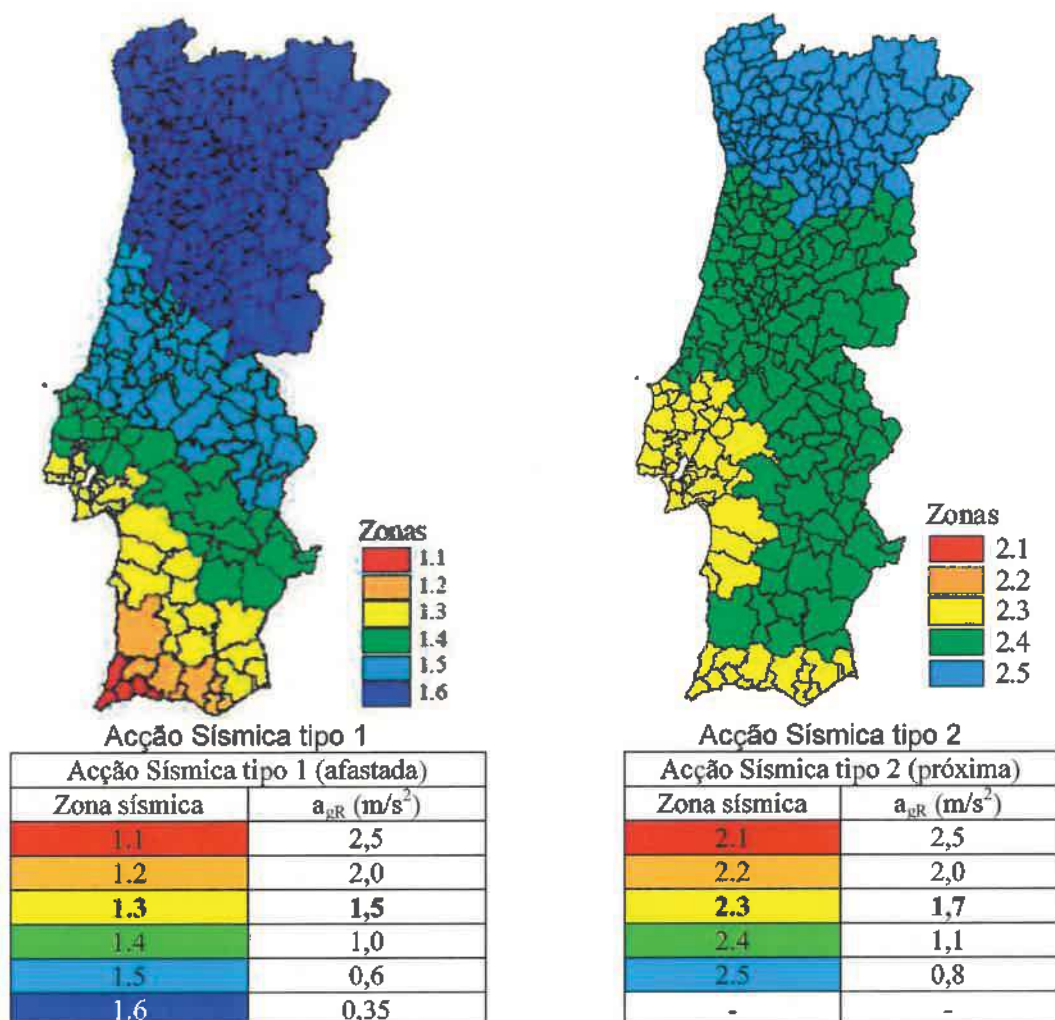 Zonas
1.1
1.2
1.3
1.4
1.5
1.6
Acção Sísmica tipo 1
Acção Sísmica tipo 1 (afastada)
Zona sísmica a_gR (m/s²)
1.1 2,5
1.2 2,0
1.3 1,5
1.4 1,0
1.5 0,6
1.6 0,35
Zonas
2.1
2.2
2.3
2.4
2.5
Acção Sísmica tipo 2
Acção Sísmica tipo 2 (próxima)
Zona sísmica a_gR (m/s²)
2.1 2,5
2.2 2,0
2.3 1,7
2.4 1,1
2.5 0,8
- -